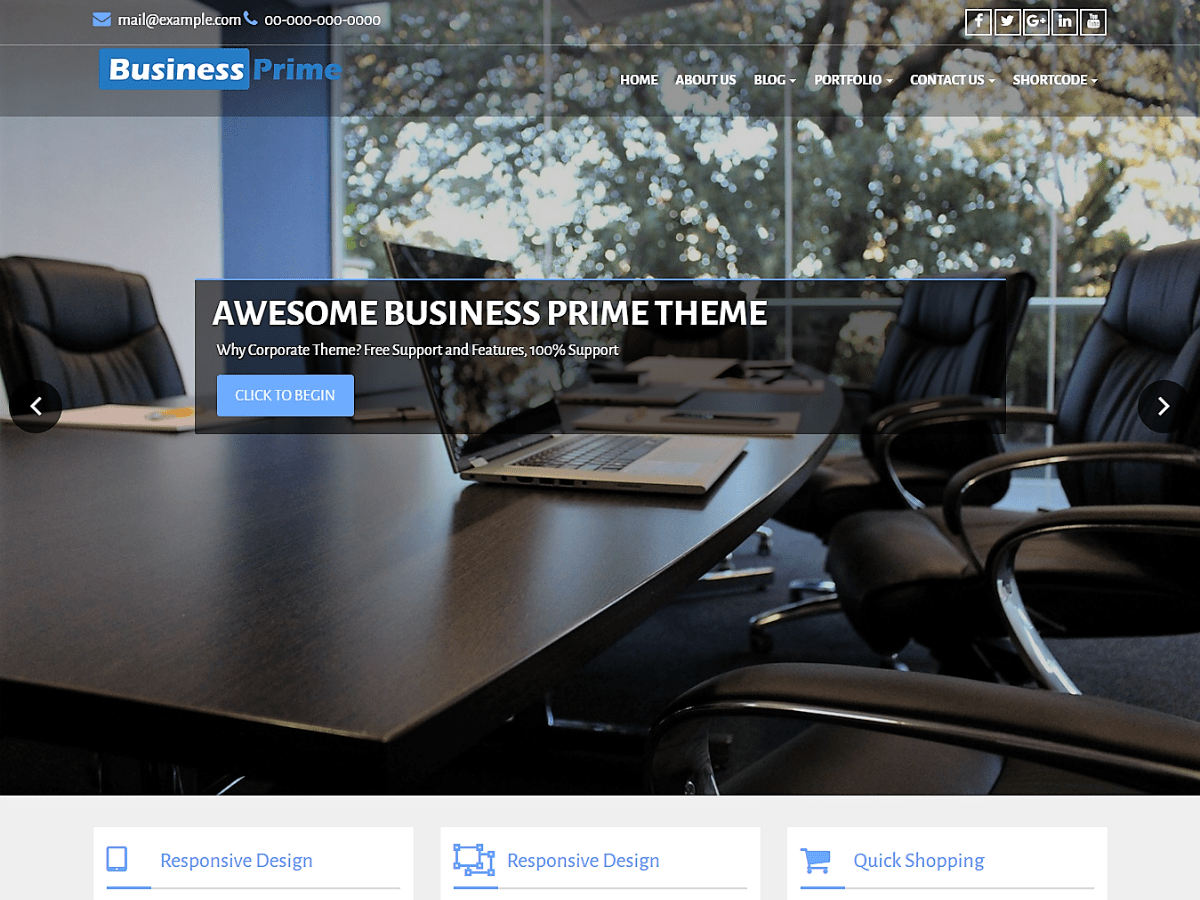 mail@example.com 00-000-000-0000
Business Prime
HOME ABOUT US BLOG PORTFOLIO CONTACT US SHORTCODE
AWESOME BUSINESS PRIME THEME
Why Corporate Theme? Free Support and Features, 100% Support
CLICK TO BEGIN
Responsive Design
Responsive Design
Quick Shopping